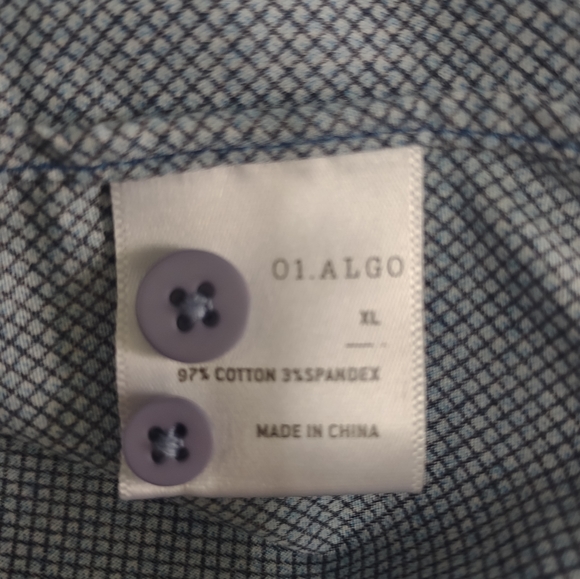 01.ALGO
XL
97% COTTON 3%SPANDEX
MADE IN CHINA